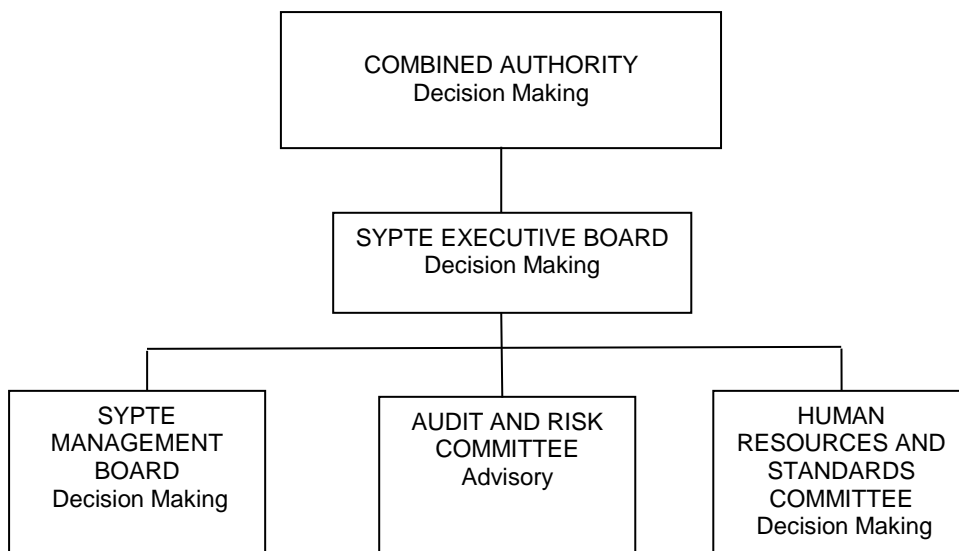 COMBINED AUTHORITY
Decision Making
SYPTE EXECUTIVE BOARD
Decision Making
SYPTE
MANAGEMENT
BOARD
Decision Making
AUDIT AND RISK
COMMITTEE
Advisory
HUMAN
RESOURCES AND
STANDARDS
COMMITTEE
Decision Making